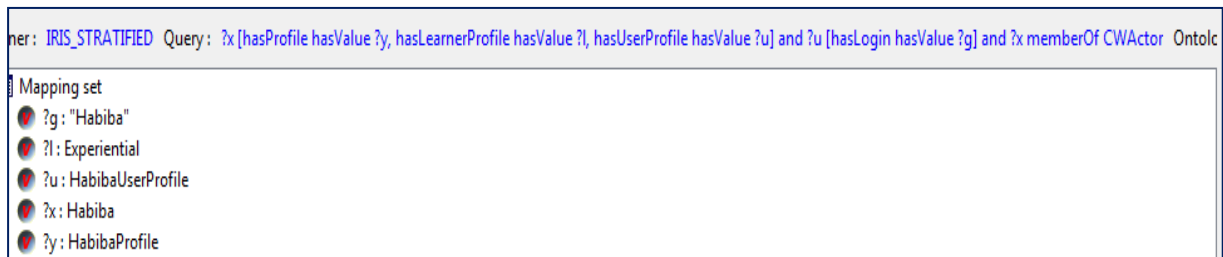 ner: IRIS_STRATIFIED Query: ?x [hasProfile hasValue ?y, hasLearnerProfile hasValue ?l, hasUserProfile hasValue ?u] and ?u [hasLogin hasValue ?g] and ?x memberOf CWActor Ontolc
Mapping set
?g : "Habiba"
?l : Experiential
?u : HabibaUserProfile
?x : Habiba
?y : HabibaProfile